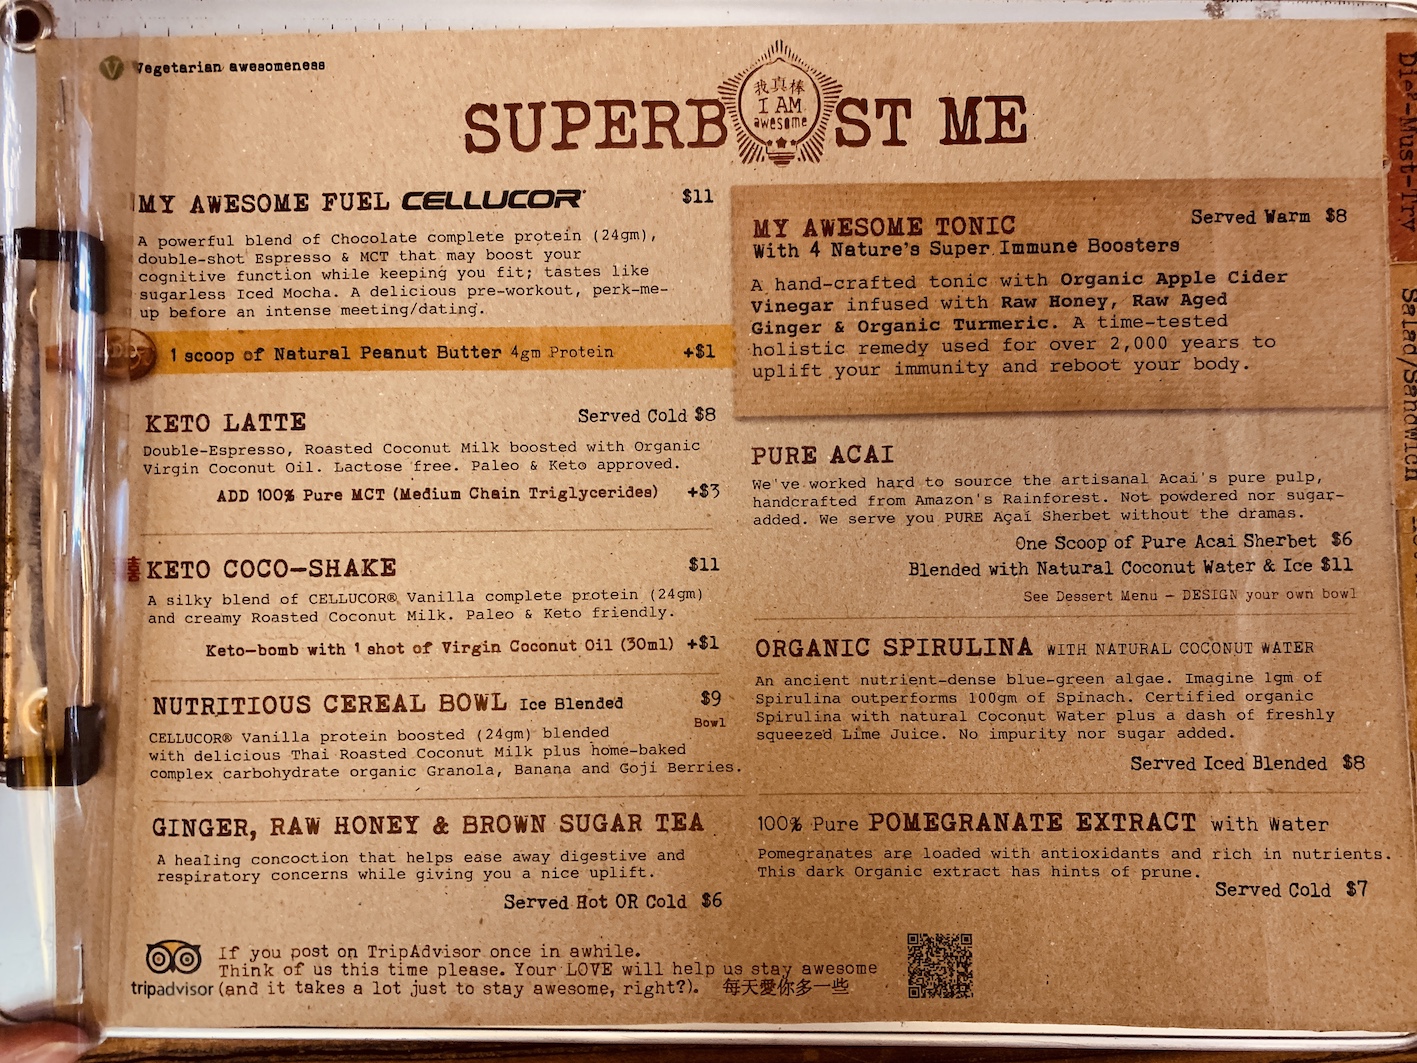 V Vegetarian awesomeness
我真棒
I AM
awesome
SUPERBOOST ME
MY AWESOME FUEL CELLUCOR® $11
A powerful blend of Chocolate complete protein (24gm),
double-shot Espresso & MCT that may boost your
cognitive function while keeping you fit; tastes like
sugarless Iced Mocha. A delicious pre-workout, perk-me-
up before an intense meeting/dating.
1 scoop of Natural Peanut Butter 4gm Protein +$1
KETO LATTE Served Cold $8
Double-Espresso, Roasted Coconut Milk boosted with Organic
Virgin Coconut Oil. Lactose free. Paleo & Keto approved.
ADD 100% Pure MCT (Medium Chain Triglycerides) +$3
KETO COCO-SHAKE $11
A silky blend of CELLUCOR® Vanilla complete protein (24gm)
and creamy Roasted Coconut Milk. Paleo & Keto friendly.
Keto-bomb with 1 shot of Virgin Coconut Oil (30ml) +$1
NUTRITIOUS CEREAL BOWL Ice Blended $9
Bowl
CELLUCOR® Vanilla protein boosted (24gm) blended
with delicious Thai Roasted Coconut Milk plus home-baked
complex carbohydrate organic Granola, Banana and Goji Berries.
GINGER, RAW HONEY & BROWN SUGAR TEA
A healing concoction that helps ease away digestive and
respiratory concerns while giving you a nice uplift.
Served Hot OR Cold $6
MY AWESOME TONIC Served Warm $8
With 4 Nature's Super Immune Boosters
A hand-crafted tonic with Organic Apple Cider
Vinegar infused with Raw Honey, Raw Aged
Ginger & Organic Turmeric. A time-tested
holistic remedy used for over 2,000 years to
uplift your immunity and reboot your body.
PURE ACAI
We've worked hard to source the artisanal Acai's pure pulp,
handcrafted from Amazon's Rainforest. Not powdered nor sugar-
added. We serve you PURE Açaí Sherbet without the dramas.
One Scoop of Pure Acai Sherbet $6
Blended with Natural Coconut Water & Ice $11
See Dessert Menu - DESIGN your own bowl
ORGANIC SPIRULINA WITH NATURAL COCONUT WATER
An ancient nutrient-dense blue-green algae. Imagine 1gm of
Spirulina outperforms 100gm of Spinach. Certified organic
Spirulina with natural Coconut Water plus a dash of freshly
squeezed Lime Juice. No impurity nor sugar added.
Served Iced Blended $8
100% Pure POMEGRANATE EXTRACT with Water
Pomegranates are loaded with antioxidants and rich in nutrients.
This dark Organic extract has hints of prune.
Served Cold $7
tripadvisor
If you post on TripAdvisor once in awhile.
Think of us this time please. Your LOVE will help us stay awesome
(and it takes a lot just to stay awesome, right?). 每天愛你多一些
Salad/Sandwich